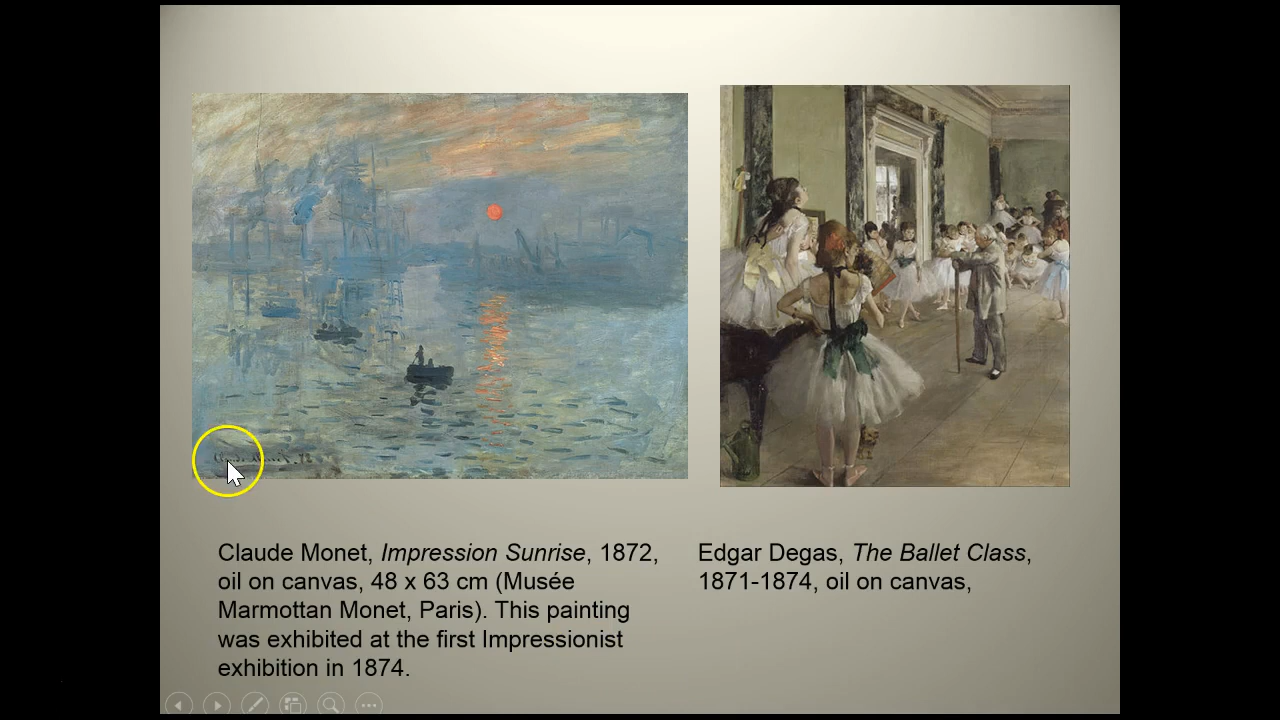 Claude Monet, Impression Sunrise, 1872,
oil on canvas, 48 x 63 cm (Musée
Marmottan Monet, Paris). This painting
was exhibited at the first Impressionist
exhibition in 1874.
Edgar Degas, The Ballet Class,
1871-1874, oil on canvas,